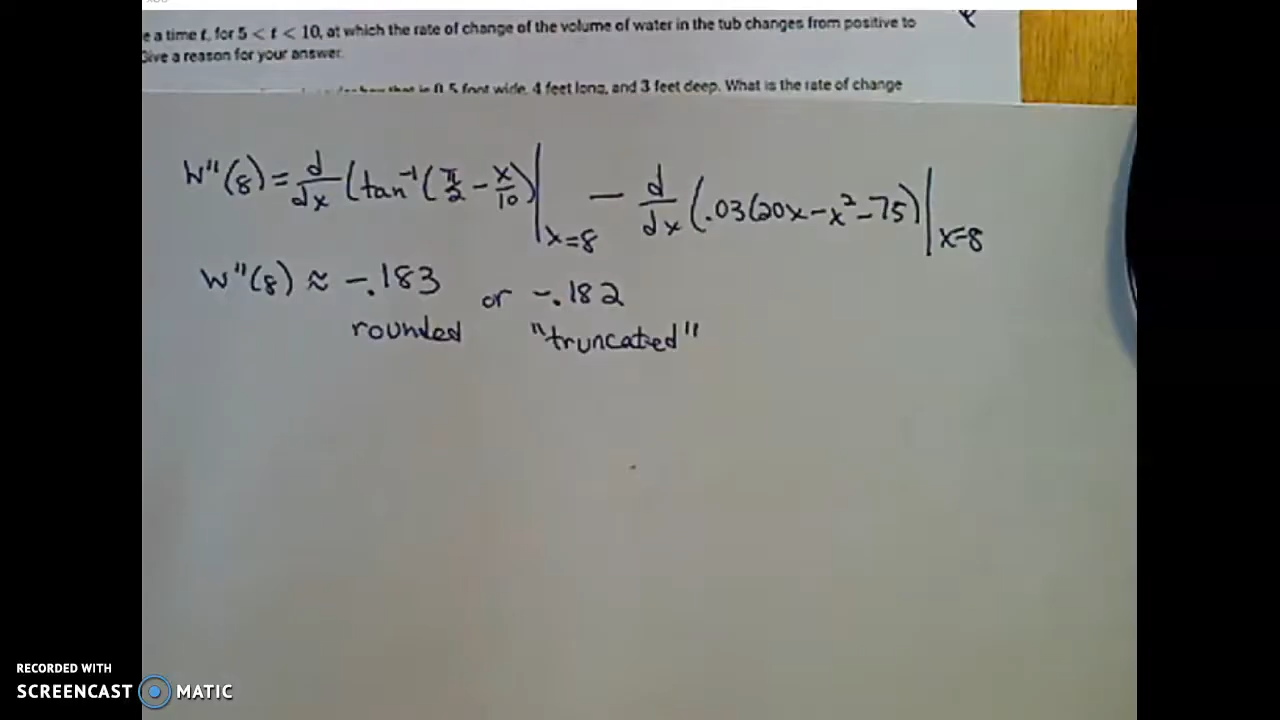 e a time t, for 5 < t < 10, at which the rate of change of the volume of water in the tub changes from positive to
Give a reason for your answer.
that is 0.5 foot wide, 4 feet long, and 3 feet deep. What is the rate of change
W"(8) = d/dx (tan⁻¹(π/2 - x/10) |x=8 - d/dx (.03(20x - x² - 75) |x=8
W"(8) ≈ -.183 or -.182
rounded "truncated"
RECORDED WITH
SCREENCAST MATIC